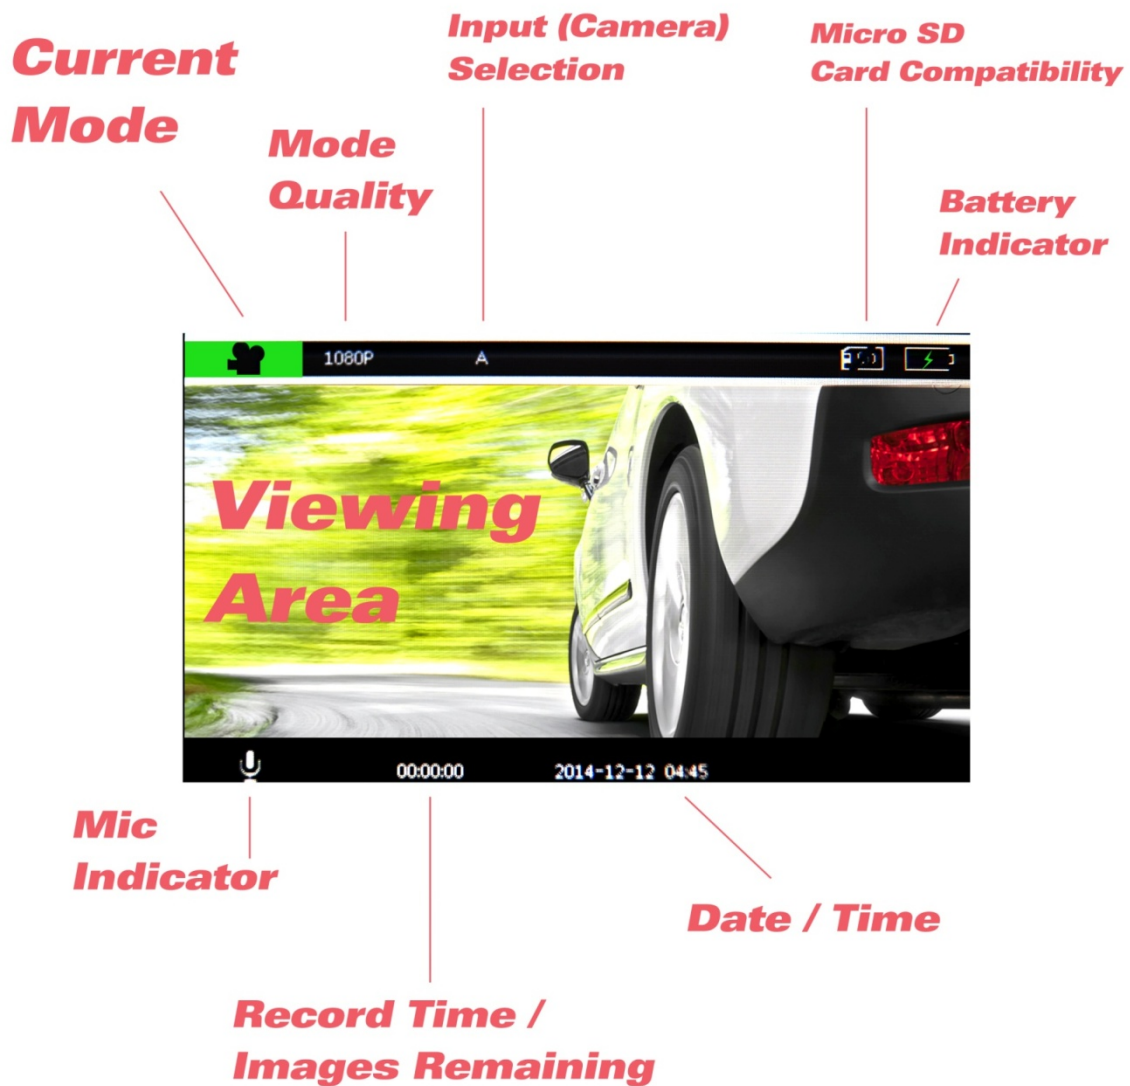 Current
Mode
Input (Camera)
Selection
Micro SD
Card Compatibility
Mode
Quality
Battery
Indicator
1080P
A
Viewing
Area
00:00:00
2014-12-12 04:45
Mic
Indicator
Date / Time
Record Time /
Images Remaining